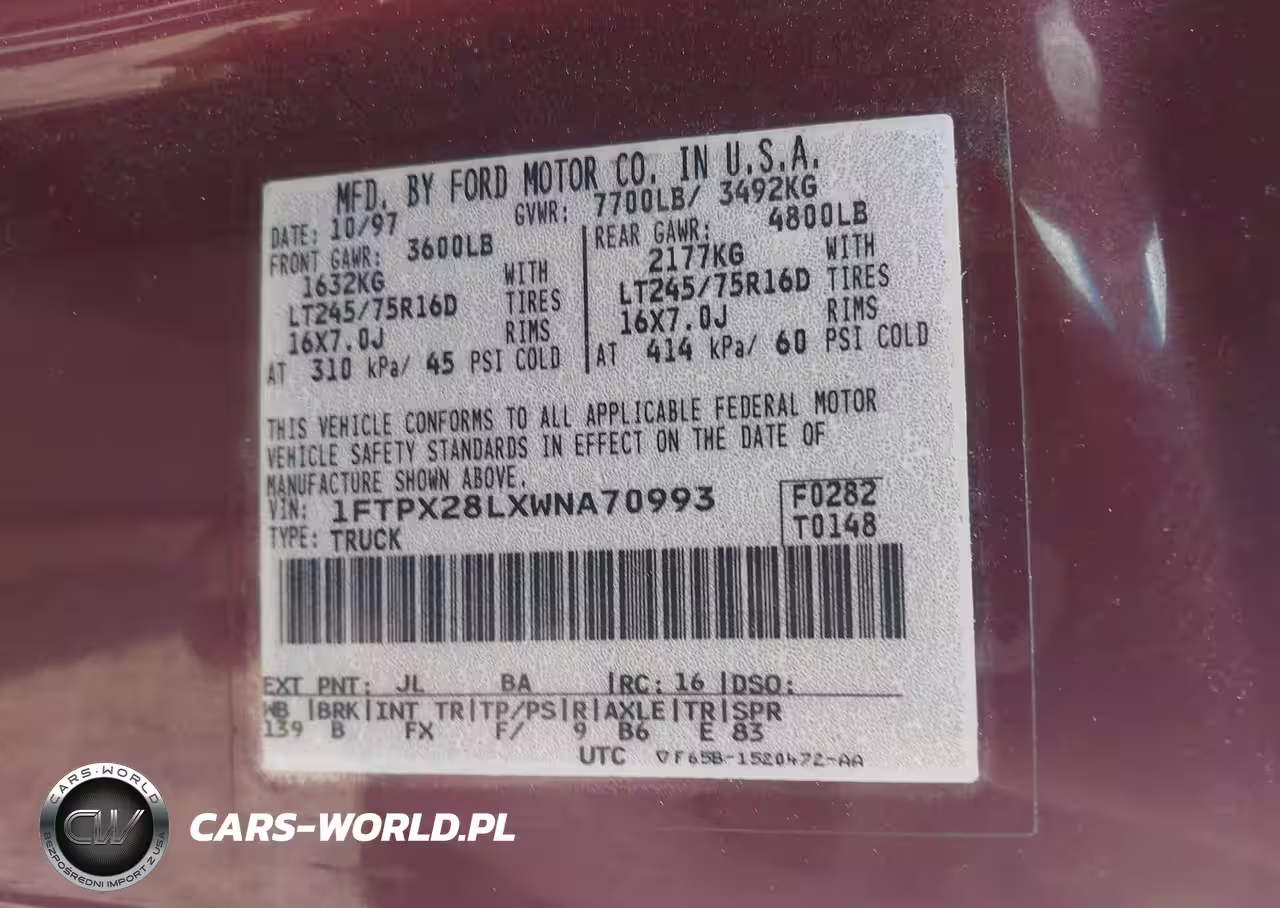 MFD. BY FORD MOTOR CO. IN U.S.A.
DATE: 10/97 GVWR: 7700LB/ 3492KG
FRONT GAWR: 3600LB
1632KG WITH
LT245/75R16D TIRES
16X7.0J RIMS
AT 310 kPa/ 45 PSI COLD
REAR GAWR: 4800LB
2177KG WITH
LT245/75R16D TIRES
16X7.0J RIMS
AT 414 kPa/ 60 PSI COLD
THIS VEHICLE CONFORMS TO ALL APPLICABLE FEDERAL MOTOR
VEHICLE SAFETY STANDARDS IN EFFECT ON THE DATE OF
MANUFACTURE SHOWN ABOVE.
VIN: 1FTPX28LXWNA70993
TYPE: TRUCK
F0282
T0148
EXT PNT: JL BA |RC: 16 |DSO:
WB |BRK|INT TR|TP/PS|R|AXLE|TR|SPR
139 B FX F/ 9 B6 E 83
UTC ▽F65B-1520472-AA
CARS-WORLD
CW
BEZPOŚREDNI IMPORT Z USA
CARS-WORLD.PL